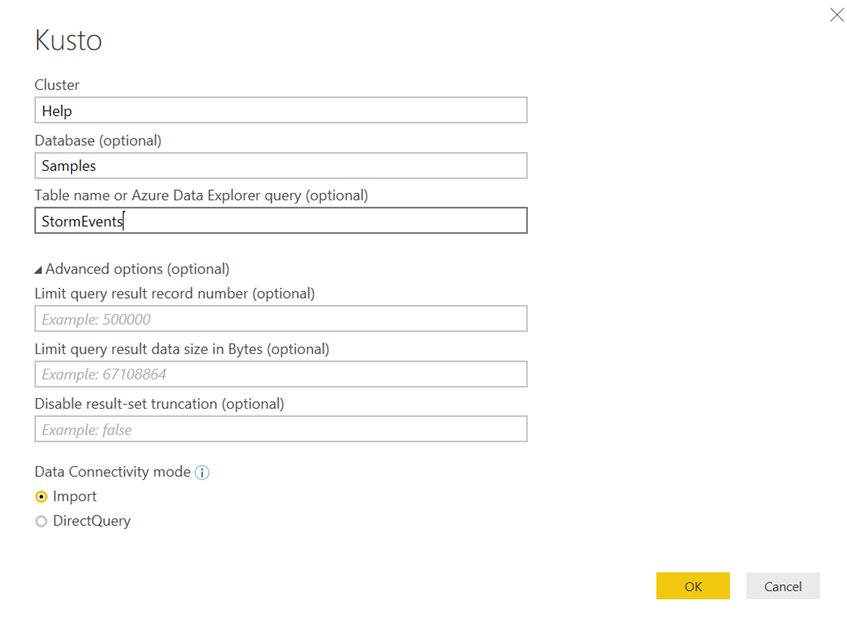 Kusto
Cluster
Help
Database (optional)
Samples
Table name or Azure Data Explorer query (optional)
StormEvents
Advanced options (optional)
Limit query result record number (optional)
Example: 500000
Limit query result data size in Bytes (optional)
Example: 67108864
Disable result-set truncation (optional)
Example: false
Data Connectivity mode
Import
DirectQuery
OK Cancel